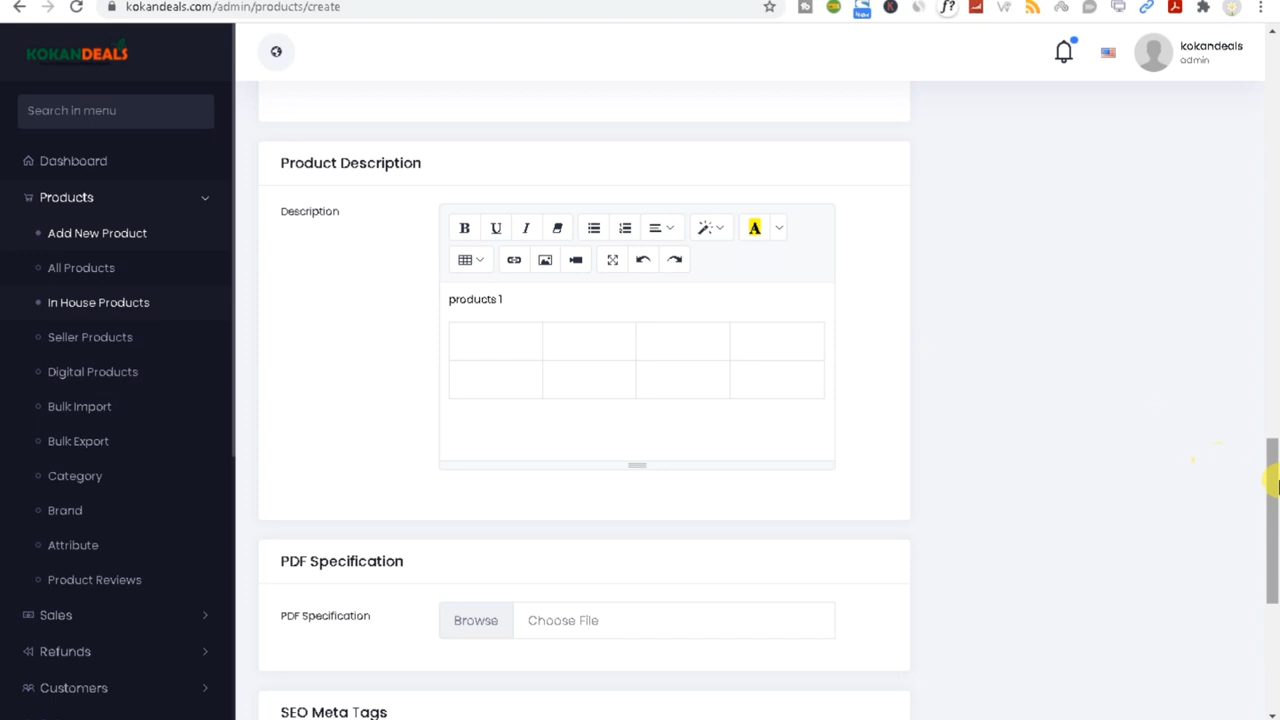 kokandeals.com/admin/products/create
New
KOKANDEALS
kokandeals
admin
Search in menu
Dashboard
Products
Add New Product
All Products
In House Products
Seller Products
Digital Products
Bulk Import
Bulk Export
Category
Brand
Attribute
Product Reviews
Sales
Refunds
Customers
Product Description
Description
B U I
A
products 1
PDF Specification
PDF Specification
Browse Choose File
SEO Meta Tags